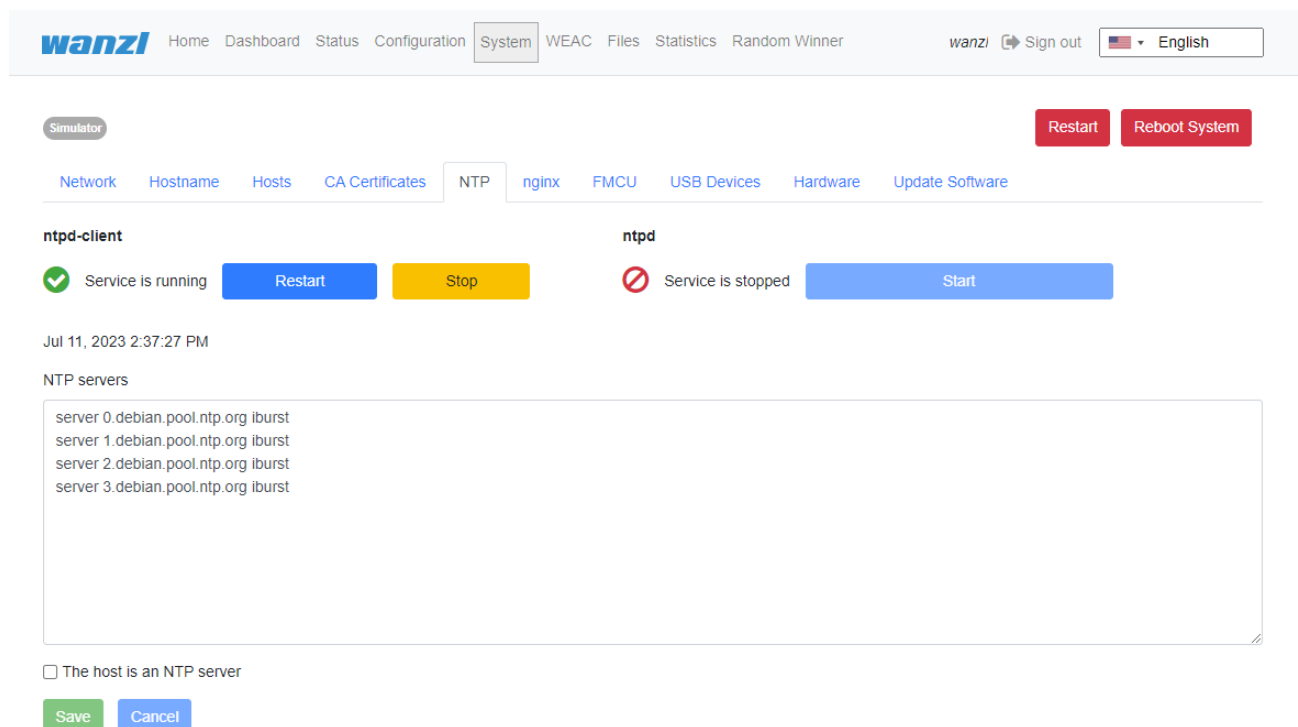 wanzl Home Dashboard Status Configuration System WEAC Files Statistics Random Winner wanzl Sign out English
Simulator Restart Reboot System
Network Hostname Hosts CA Certificates NTP nginx FMCU USB Devices Hardware Update Software
ntpd-client ntpd
Service is running Restart Stop Service is stopped Start
Jul 11, 2023 2:37:27 PM
NTP servers
server 0.debian.pool.ntp.org iburst
server 1.debian.pool.ntp.org iburst
server 2.debian.pool.ntp.org iburst
server 3.debian.pool.ntp.org iburst
The host is an NTP server
Save Cancel